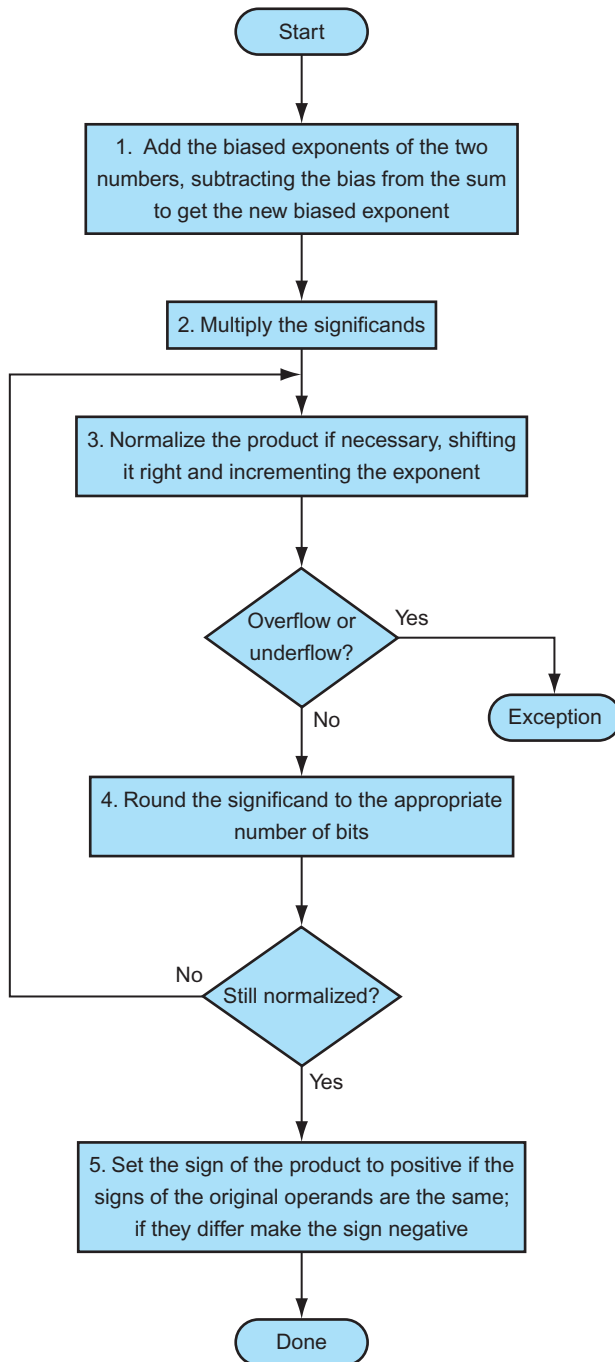 Start
1. Add the biased exponents of the two
numbers, subtracting the bias from the sum
to get the new biased exponent
2. Multiply the significands
3. Normalize the product if necessary, shifting
it right and incrementing the exponent
Overflow or
underflow?
Yes
No
Exception
4. Round the significand to the appropriate
number of bits
No
Still normalized?
Yes
5. Set the sign of the product to positive if the
signs of the original operands are the same;
if they differ make the sign negative
Done